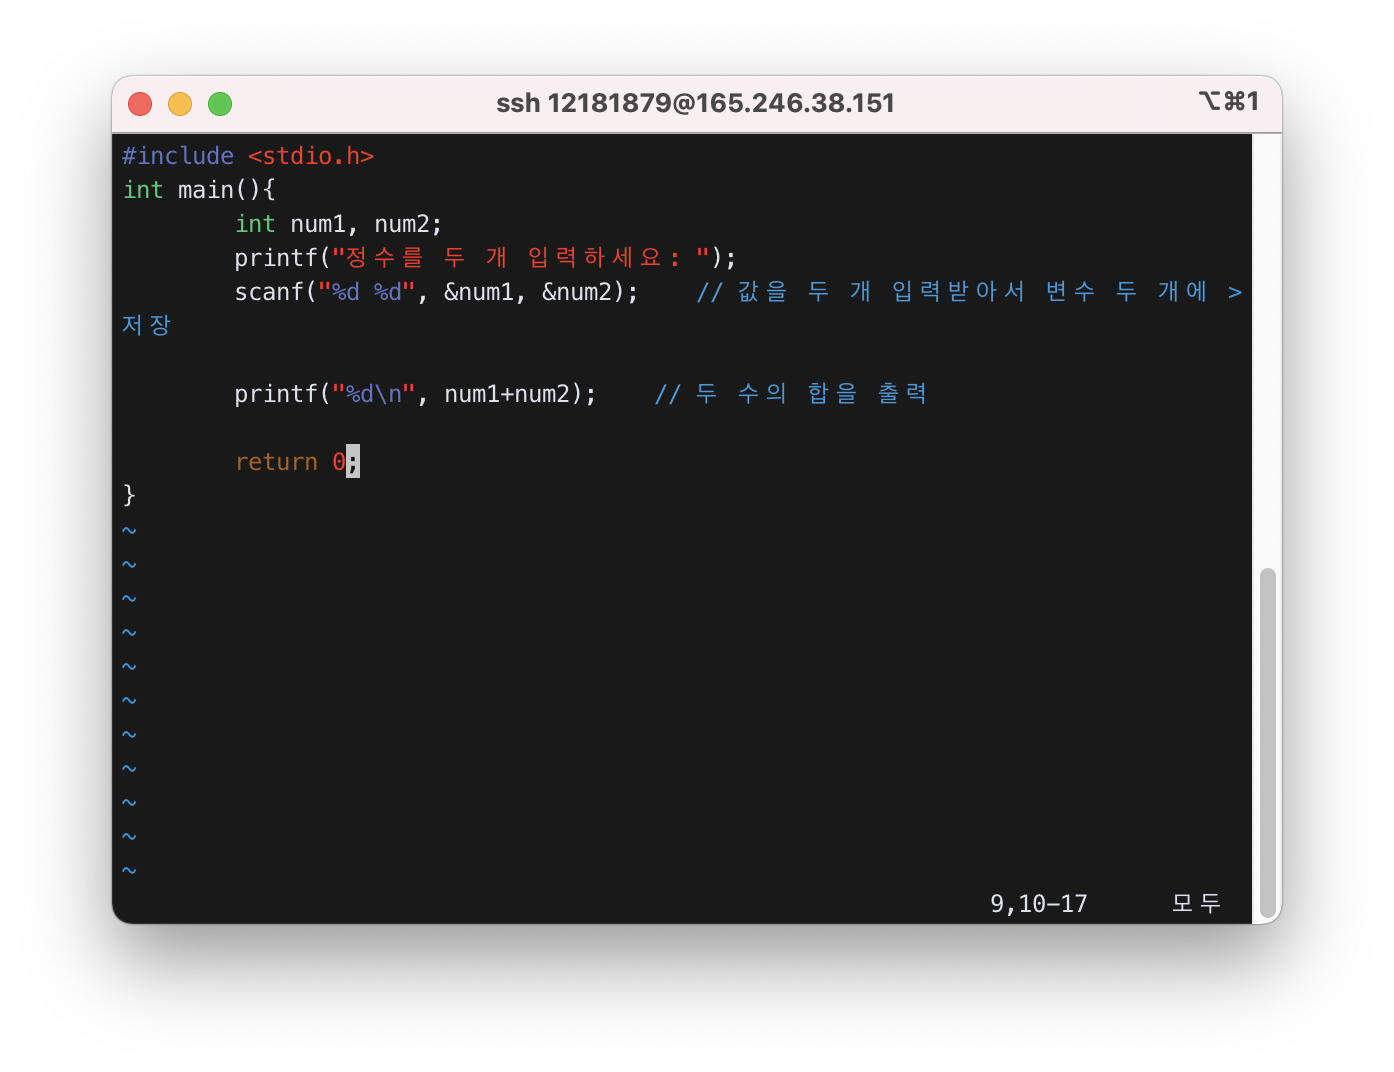 ssh 12181879@165.246.38.151 ⌥⌘1
#include <stdio.h>
int main(){
        int num1, num2;
        printf("정수를 두 개 입력하세요: ");
        scanf("%d %d", &num1, &num2);    // 값을 두 개 입력받아서 변수 두 개에 >
저장
        printf("%d\n", num1+num2);    // 두 수의 합을 출력
        return 0;
}
~
~
~
~
~
~
~
~
~
~
~
9,10-17 모두